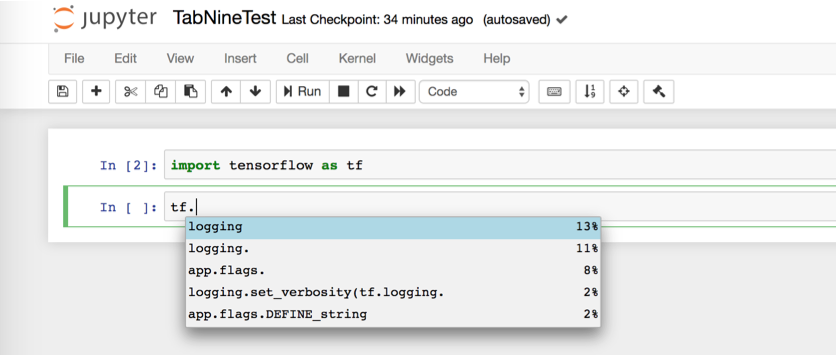 jupyter TabNineTest Last Checkpoint: 34 minutes ago (autosaved)
File Edit View Insert Cell Kernel Widgets Help
Run Code
In [2]: import tensorflow as tf
In [ ]: tf.
logging 13%
logging. 11%
app.flags. 8%
logging.set_verbosity(tf.logging. 2%
app.flags.DEFINE_string 2%